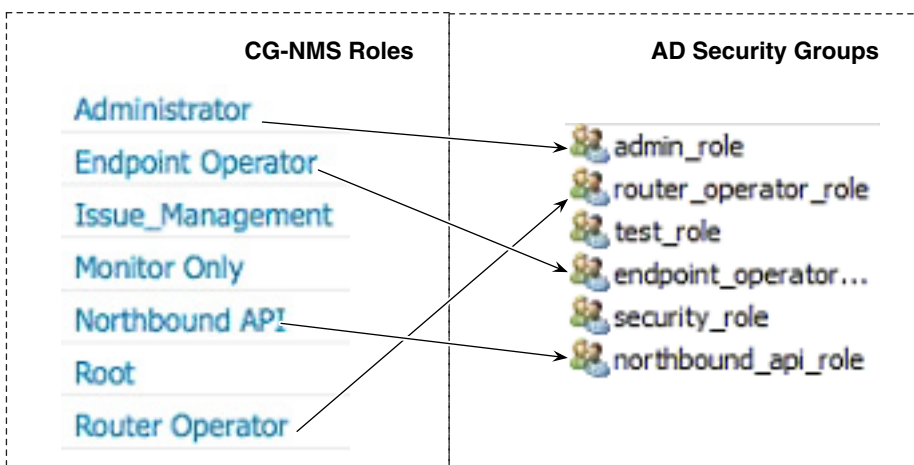 CG-NMS Roles
Administrator
Endpoint Operator
Issue_Management
Monitor Only
Northbound API
Root
Router Operator
AD Security Groups
admin_role
router_operator_role
test_role
endpoint_operator...
security_role
northbound_api_role